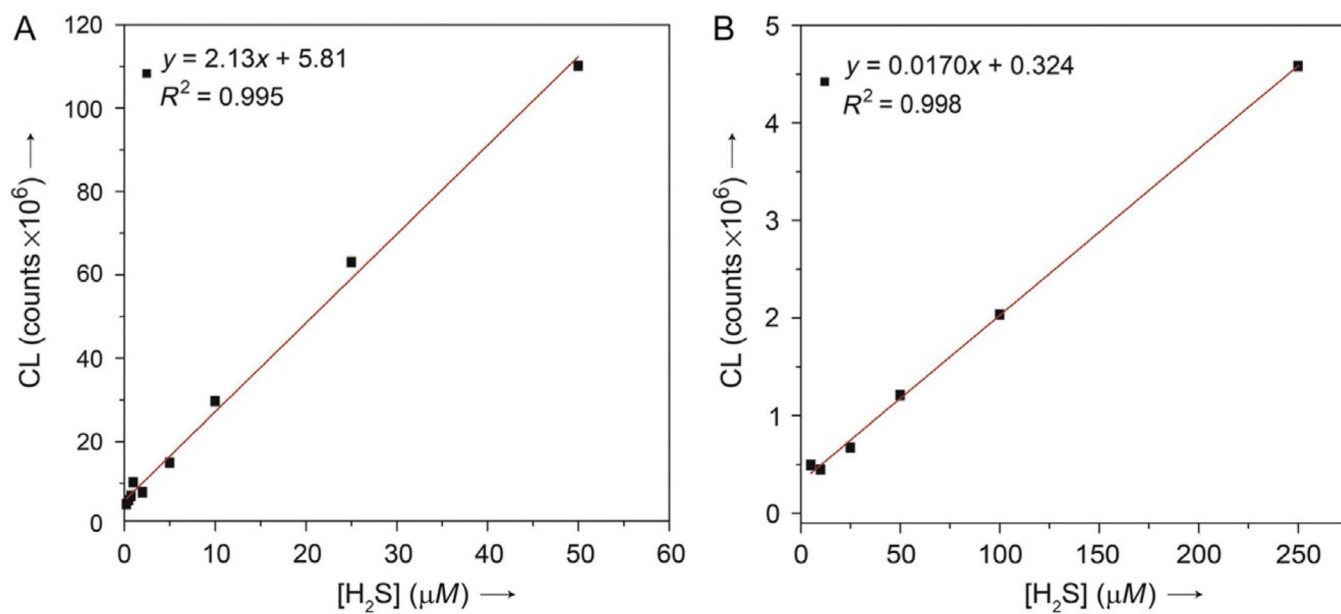 A
120
100
80
60
40
20
0
CL (counts ×10⁶) ⟶
y = 2.13x + 5.81
R² = 0.995
0 10 20 30 40 50 60
[H₂S] (μM) ⟶
B
5
4
3
2
1
0
CL (counts ×10⁶) ⟶
y = 0.0170x + 0.324
R² = 0.998
0 50 100 150 200 250
[H₂S] (μM) ⟶